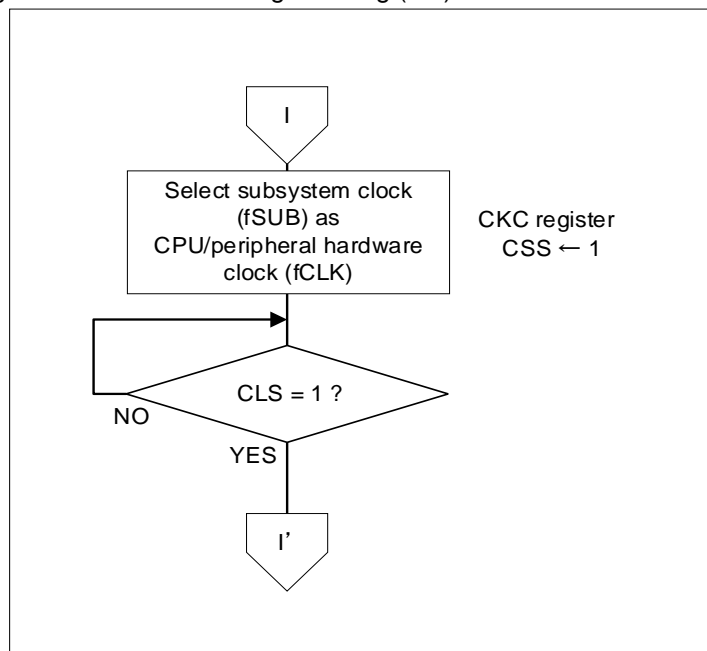 I
Select subsystem clock
(fSUB) as
CPU/peripheral hardware
clock (fCLK)
CKC register
CSS ← 1
CLS = 1 ?
NO
YES
I’